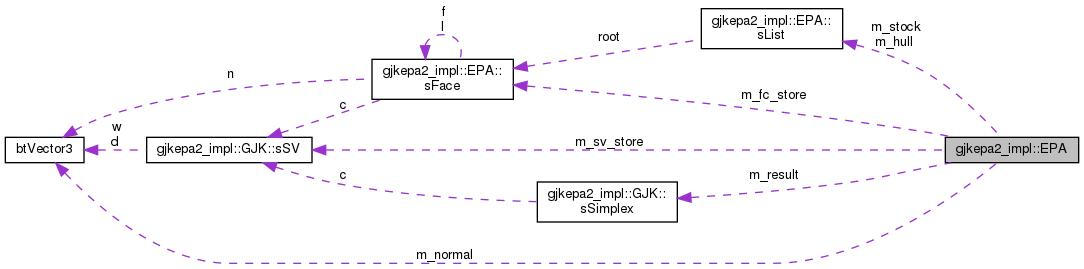 f
l
gjkepa2_impl::EPA::
sList
m_stock
m_hull
root
gjkepa2_impl::EPA::
sFace
n
m_fc_store
c
w
d
btVector3
gjkepa2_impl::GJK::sSV
m_sv_store
gjkepa2_impl::EPA
c
m_result
gjkepa2_impl::GJK::
sSimplex
m_normal